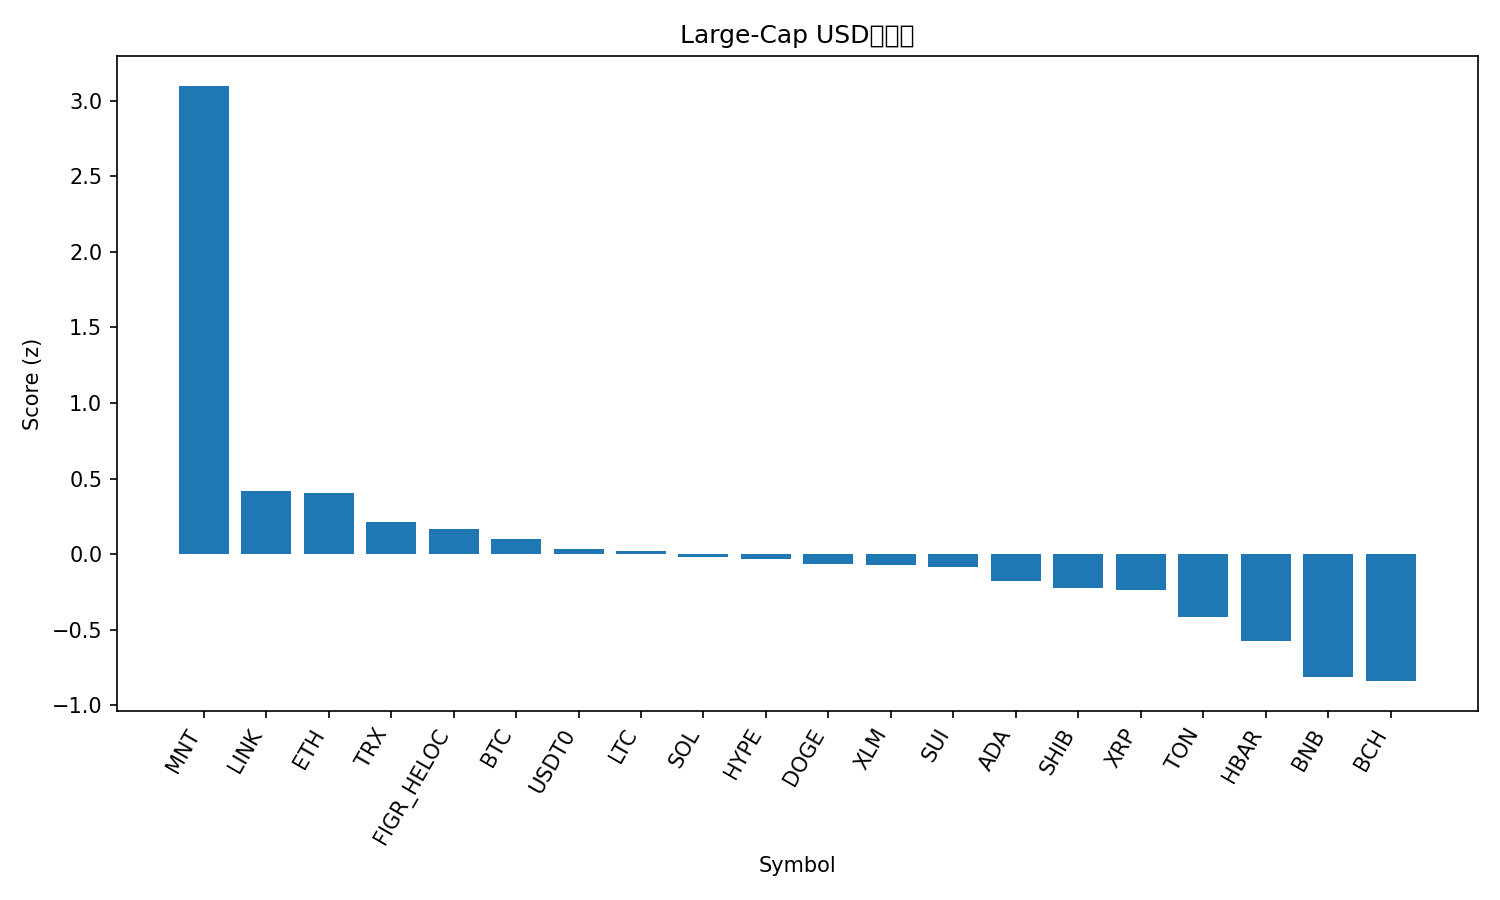 Large-Cap USD
Score (z)
3.0
2.5
2.0
1.5
1.0
0.5
0.0
−0.5
−1.0
MNT
LINK
ETH
TRX
FIGR_HELOC
BTC
USDT0
LTC
SOL
HYPE
DOGE
XLM
SUI
ADA
SHIB
XRP
TON
HBAR
BNB
BCH
Symbol